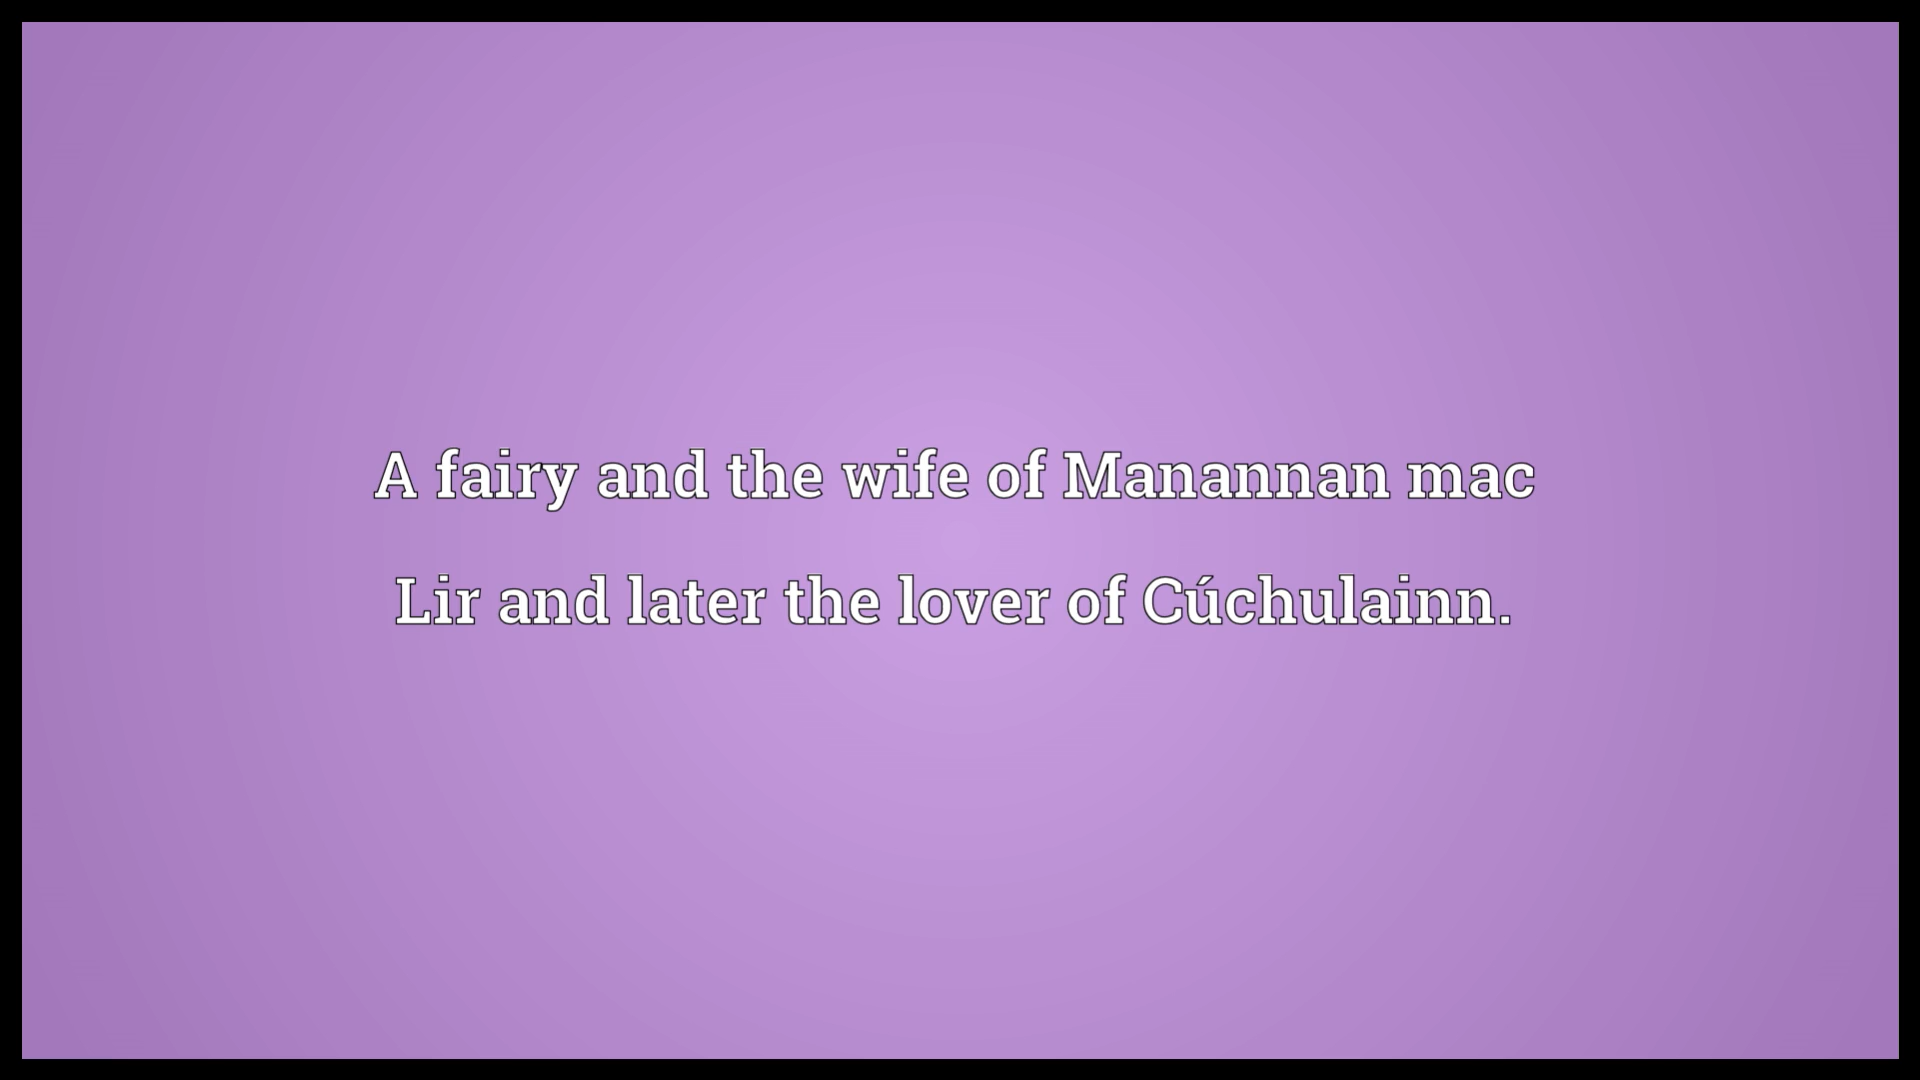 A fairy and the wife of Manannan mac
Lir and later the lover of Cúchulainn.